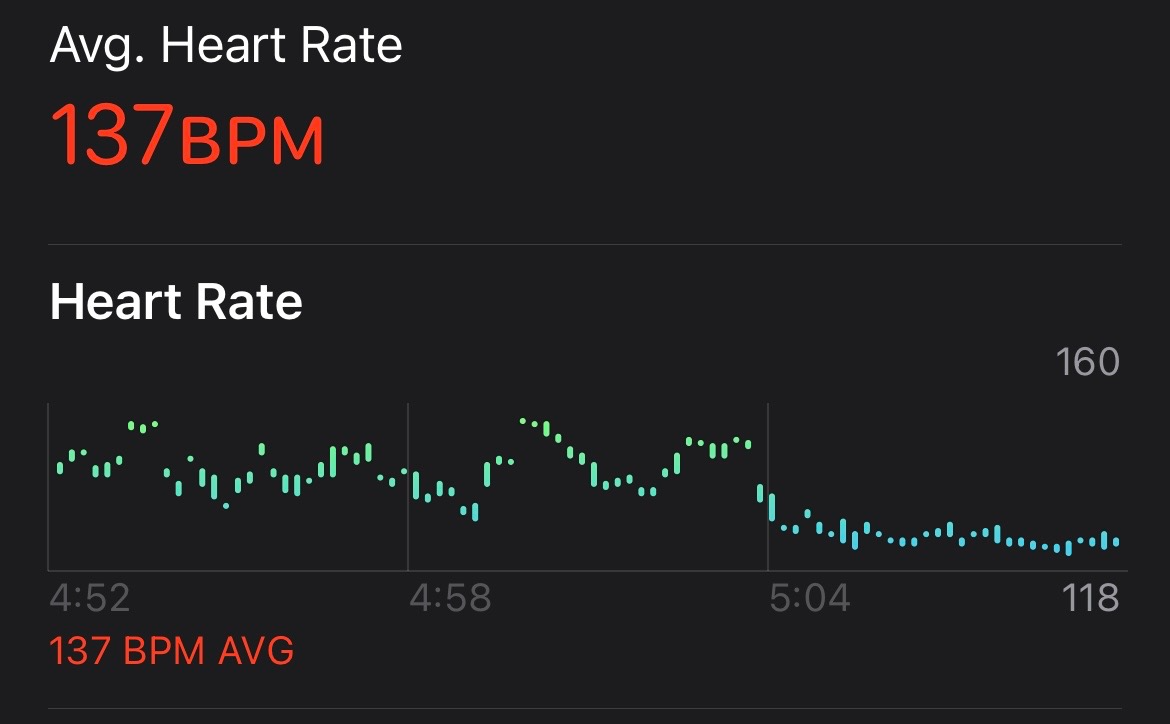 Avg. Heart Rate
137BPM
Heart Rate
160
4:52 4:58 5:04 118
137 BPM AVG